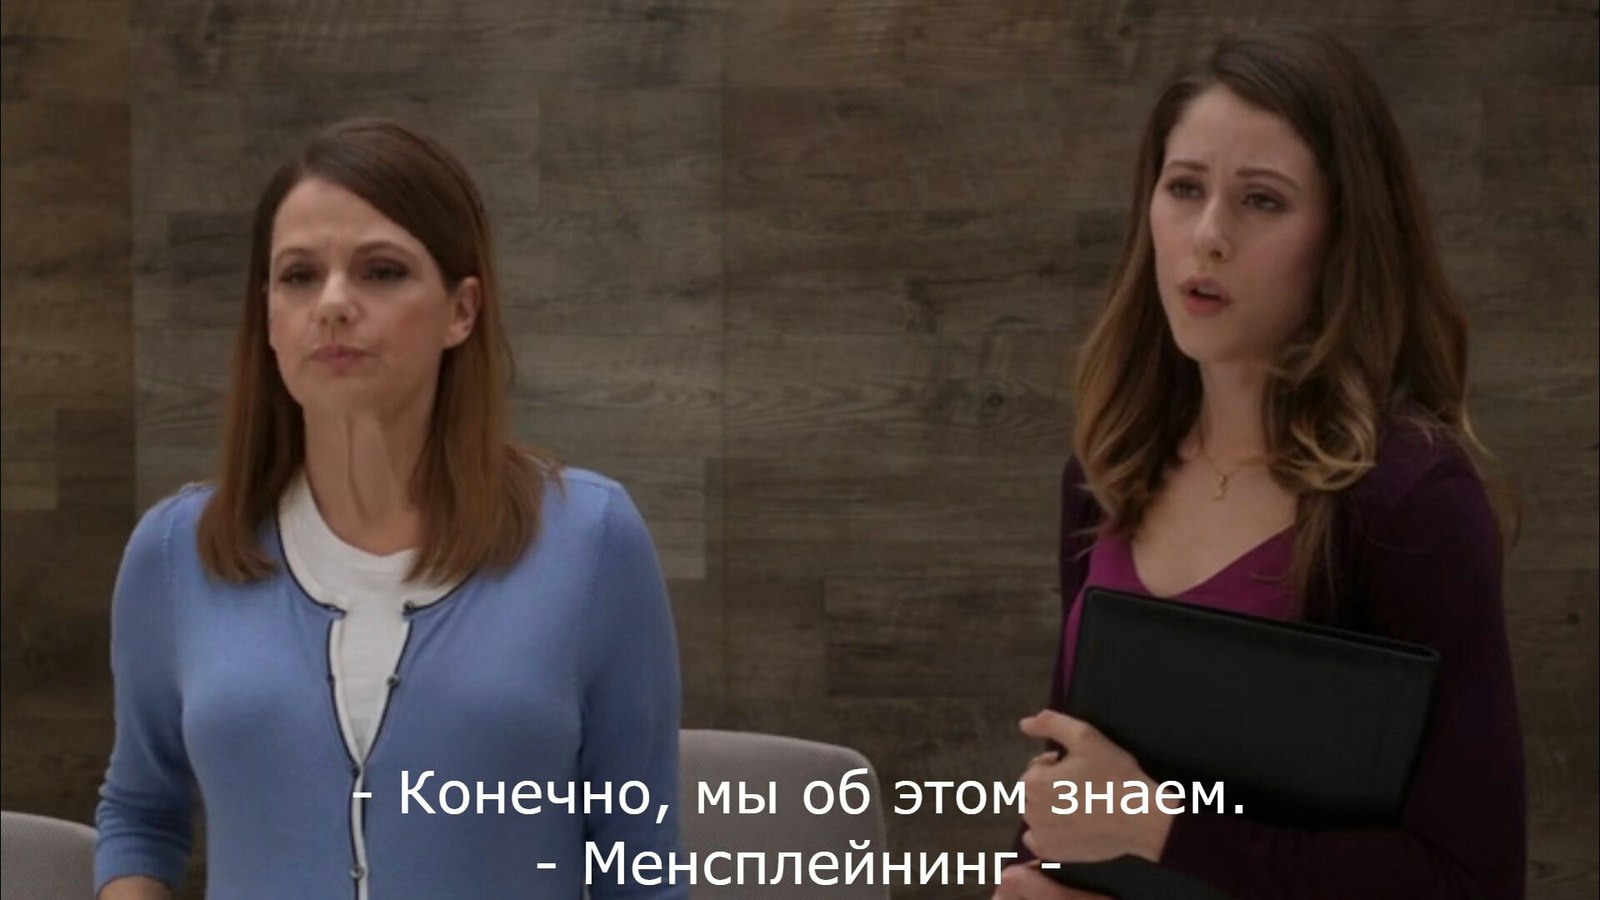 - Конечно, мы об этом знаем.
- Менсплейнинг -